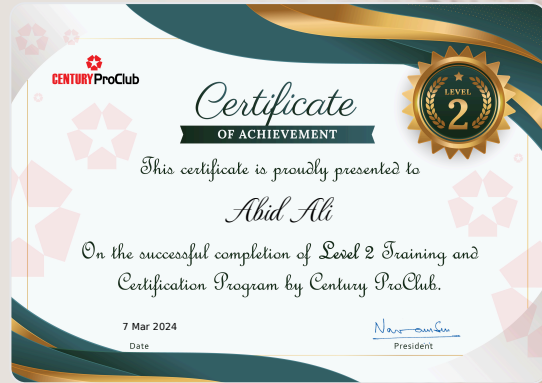 CENTURY ProClub
LEVEL
2
Certificate
OF ACHIEVEMENT
This certificate is proudly presented to
Abid Ali
On the successful completion of Level 2 Training and
Certification Program by Century ProClub.
7 Mar 2024
Date
President